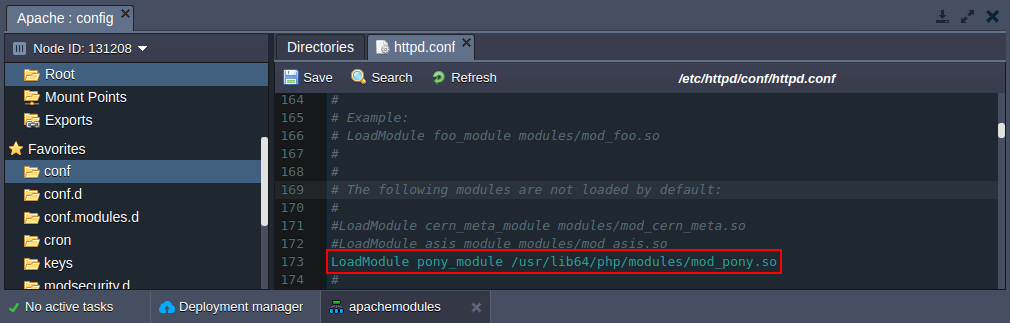 Apache : config
Node ID: 131208
Root
Mount Points
Exports
Favorites
conf
conf.d
conf.modules.d
cron
keys
modsecurity.d
Directories
httpd.conf
Save
Search
Refresh
/etc/httpd/conf/httpd.conf
164 #
165 # Example:
166 # LoadModule foo_module modules/mod_foo.so
167 #
168 #
169 # The following modules are not loaded by default:
170 #
171 #LoadModule cern_meta_module modules/mod_cern_meta.so
172 #LoadModule asis_module modules/mod_asis.so
173 LoadModule pony_module /usr/lib64/php/modules/mod_pony.so
174 #
No active tasks
Deployment manager
apachemodules